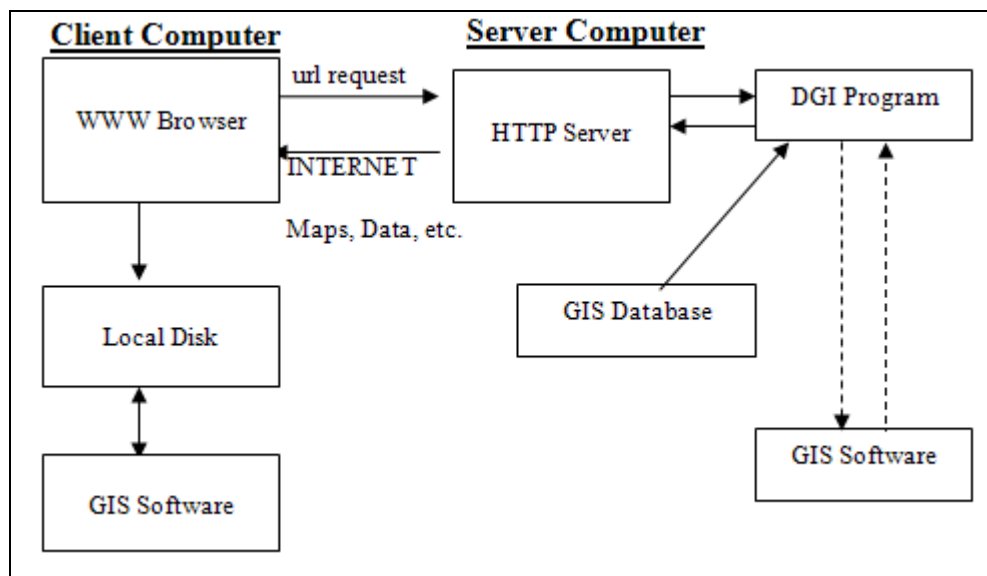 Client Computer
Server Computer
url request
WWW Browser
HTTP Server
DGI Program
INTERNET
Maps, Data, etc.
GIS Database
Local Disk
GIS Software
GIS Software